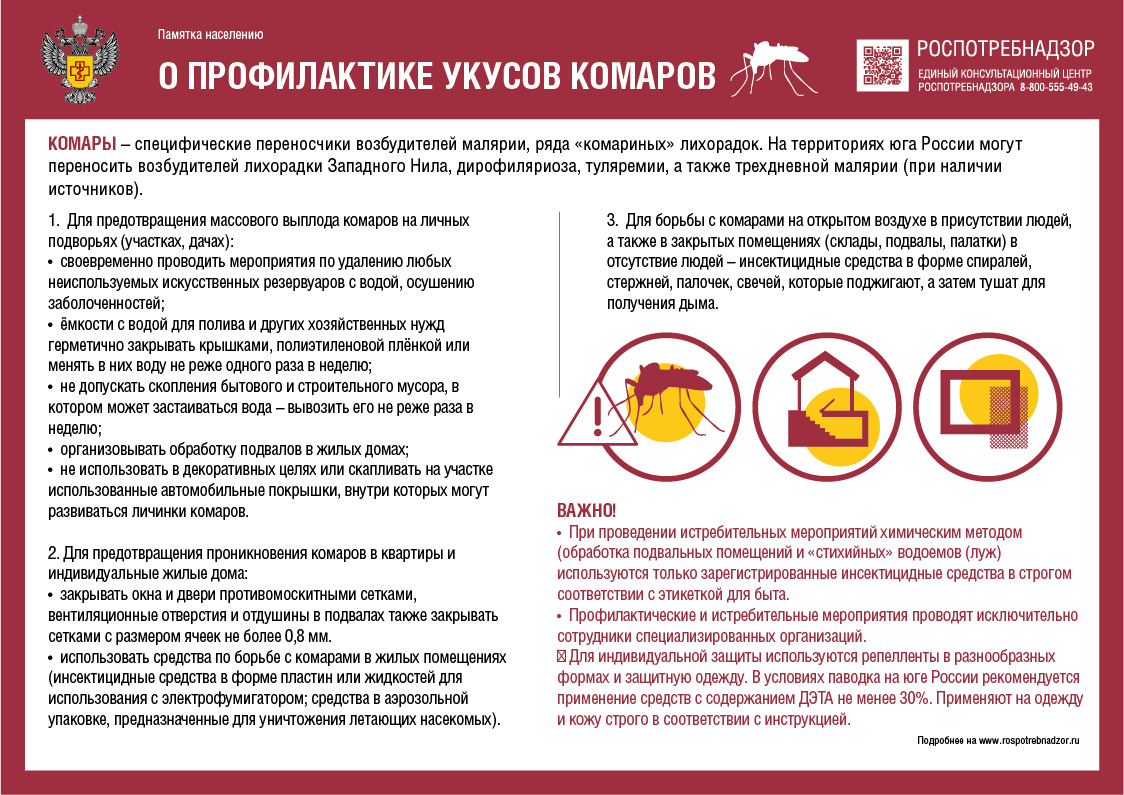 Памятка населению
О ПРОФИЛАКТИКЕ УКУСОВ КОМАРОВ
РОСПОТРЕБНАДЗОР
ЕДИНЫЙ КОНСУЛЬТАЦИОННЫЙ ЦЕНТР
РОСПОТРЕБНАДЗОРА 8-800-555-49-43
КОМАРЫ – специфические переносчики возбудителей малярии, ряда «комариных» лихорадок. На территориях юга России могут
переносить возбудителей лихорадки Западного Нила, дирофиляриоза, туляремии, а также трехдневной малярии (при наличии
источников).
1. Для предотвращения массового выплода комаров на личных
подворьях (участках, дачах):
• своевременно проводить мероприятия по удалению любых
неиспользуемых искусственных резервуаров с водой, осушению
заболоченностей;
• ёмкости с водой для полива и других хозяйственных нужд
герметично закрывать крышками, полиэтиленовой плёнкой или
менять в них воду не реже одного раза в неделю;
• не допускать скопления бытового и строительного мусора, в
котором может застаиваться вода – вывозить его не реже раза в
неделю;
• организовывать обработку подвалов в жилых домах;
• не использовать в декоративных целях или скапливать на участке
использованные автомобильные покрышки, внутри которых могут
развиваться личинки комаров.
2. Для предотвращения проникновения комаров в квартиры и
индивидуальные жилые дома:
• закрывать окна и двери противомоскитными сетками,
вентиляционные отверстия и отдушины в подвалах также закрывать
сетками с размером ячеек не более 0,8 мм.
• использовать средства по борьбе с комарами в жилых помещениях
(инсектицидные средства в форме пластин или жидкостей для
использования с электрофумигатором; средства в аэрозольной
упаковке, предназначенные для уничтожения летающих насекомых).
3. Для борьбы с комарами на открытом воздухе в присутствии людей,
а также в закрытых помещениях (склады, подвалы, палатки) в
отсутствие людей – инсектицидные средства в форме спиралей,
стержней, палочек, свечей, которые поджигают, а затем тушат для
получения дыма.
ВАЖНО!
• При проведении истребительных мероприятий химическим методом
(обработка подвальных помещений и «стихийных» водоемов (луж)
используются только зарегистрированные инсектицидные средства в строгом
соответствии с этикеткой для быта.
• Профилактические и истребительные мероприятия проводят исключительно
сотрудники специализированных организаций.
Для индивидуальной защиты используются репелленты в разнообразных
формах и защитную одежду. В условиях паводка на юге России рекомендуется
применение средств с содержанием ДЭТА не менее 30%. Применяют на одежду
и кожу строго в соответствии с инструкцией.
Подробнее на www.rospotrebnadzor.ru